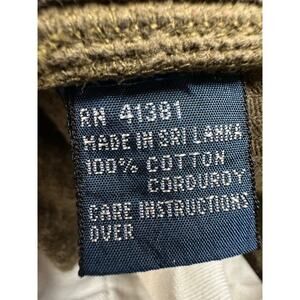 RN 41381
MADE IN SRI LANKA
100% COTTON
CORDUROY
CARE INSTRUCTIONS
OVER